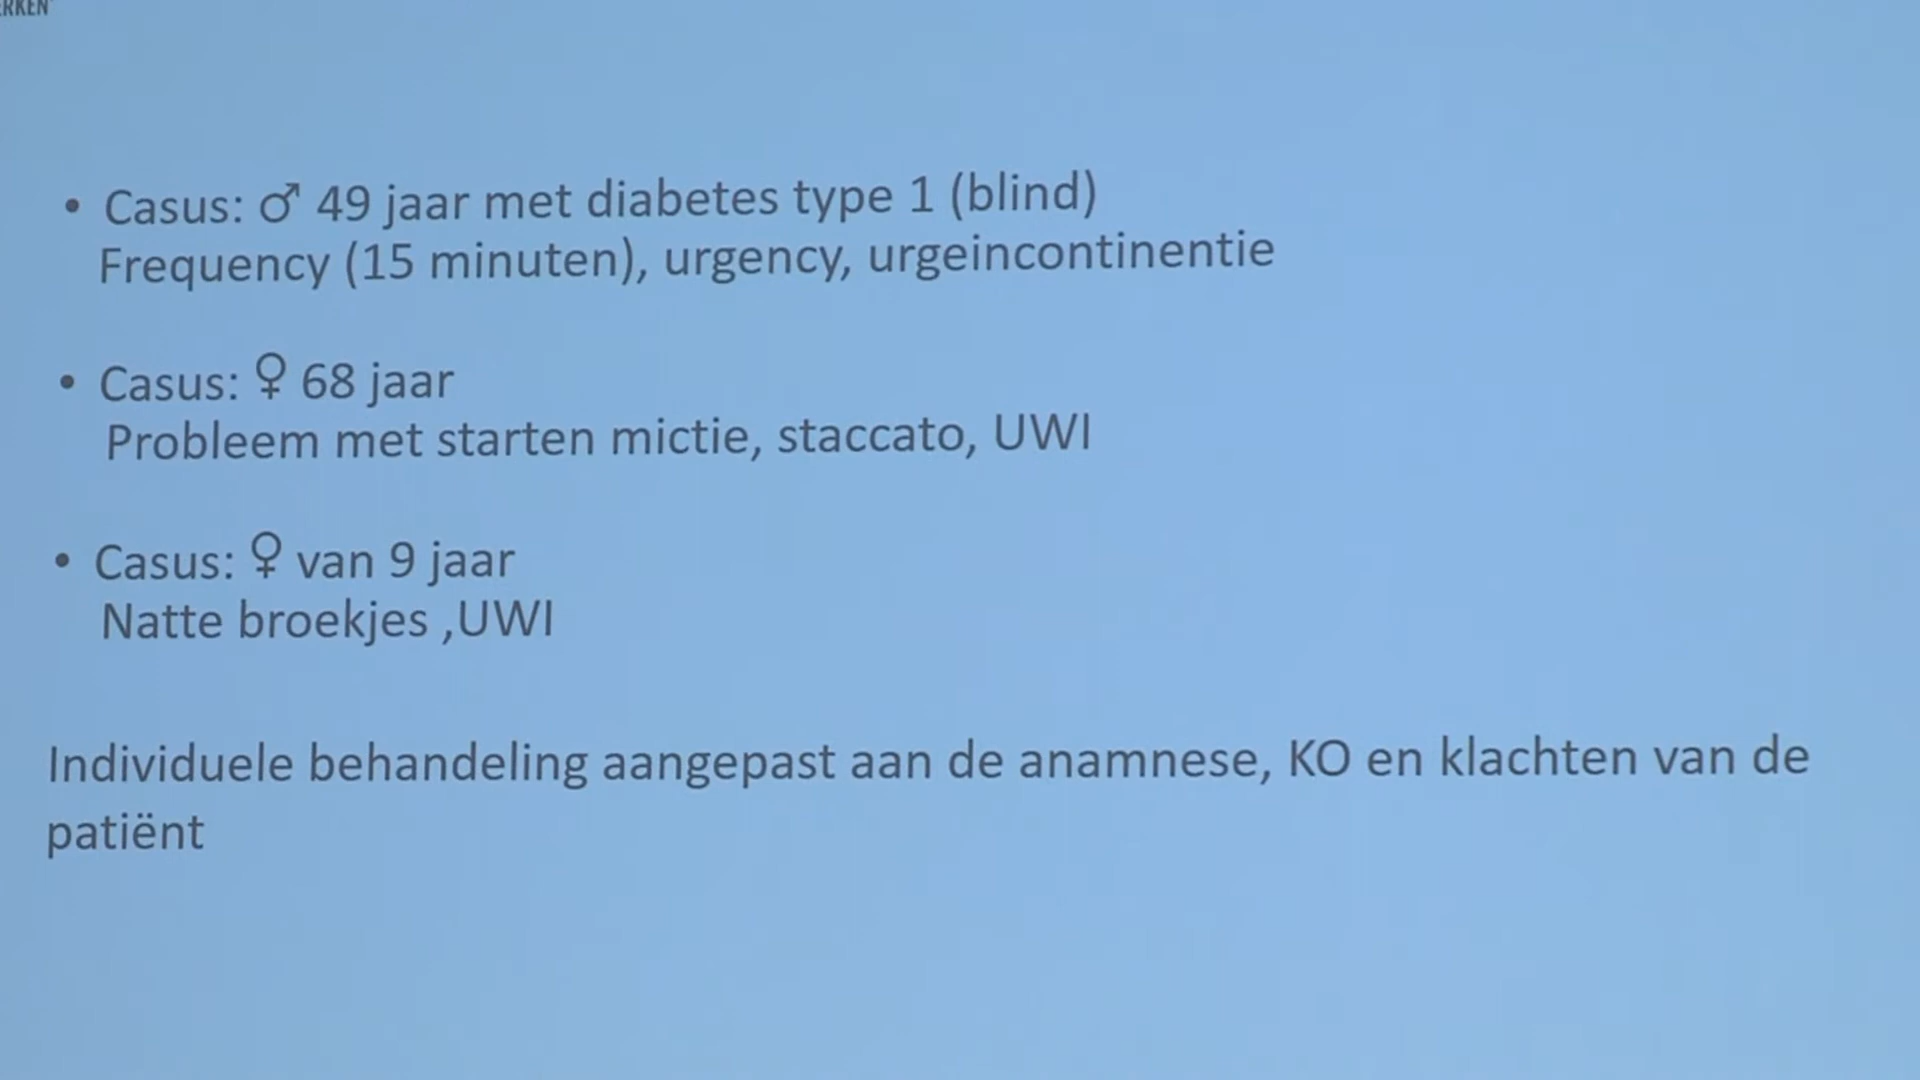 RKEN
• Casus: ♂ 49 jaar met diabetes type 1 (blind)
Frequency (15 minuten), urgency, urgeincontinentie
• Casus: ♀ 68 jaar
Probleem met starten mictie, staccato, UWI
• Casus: ♀ van 9 jaar
Natte broekjes ,UWI
Individuele behandeling aangepast aan de anamnese, KO en klachten van de
patiënt